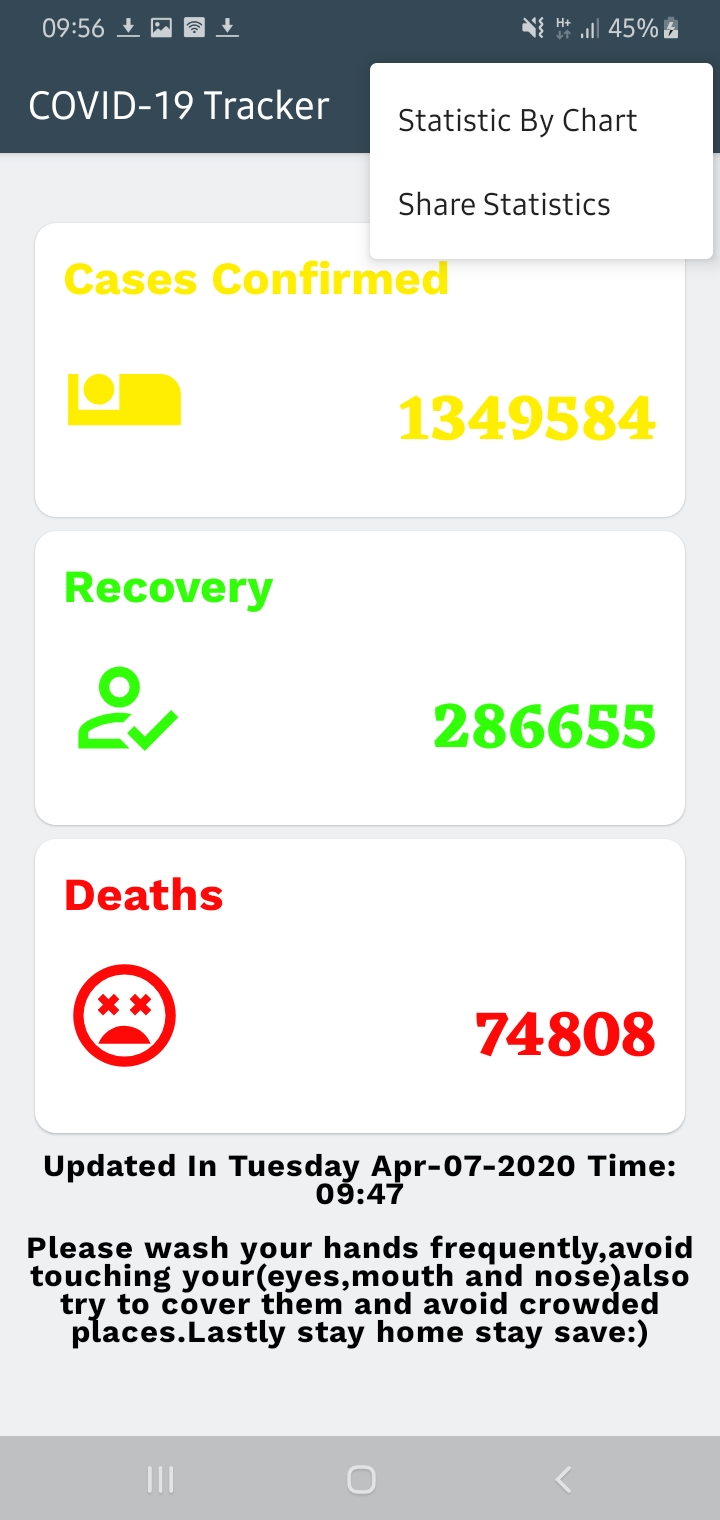 09:56
H+
45%
COVID-19 Tracker
Statistic By Chart
Share Statistics
Cases Confirmed
1349584
Recovery
286655
Deaths
74808
Updated In Tuesday Apr-07-2020 Time:
09:47
Please wash your hands frequently,avoid
touching your(eyes,mouth and nose)also
try to cover them and avoid crowded
places.Lastly stay home stay save:)